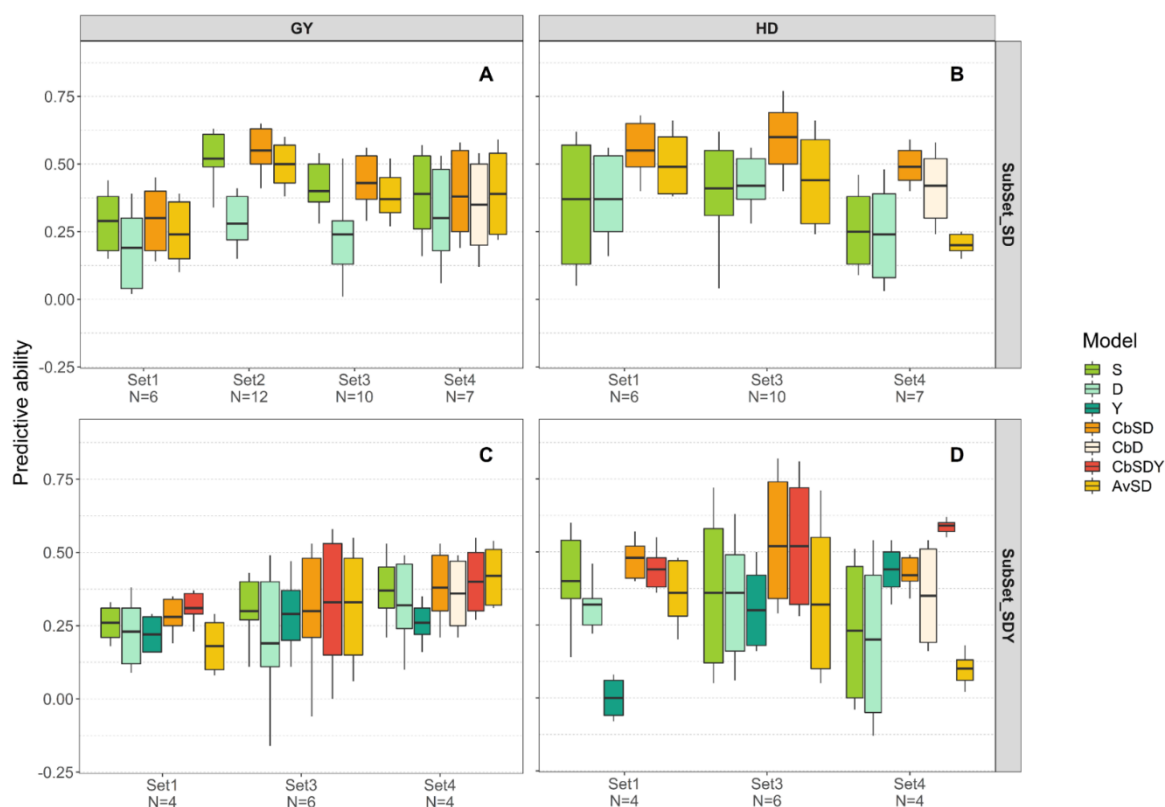 GY
HD
A
B
0.75
0.50
0.25
0.00
-0.25
SubSet_SD
Set1
N=6
Set2
N=12
Set3
N=10
Set4
N=7
Set1
N=6
Set3
N=10
Set4
N=7
Predictive ability
C
D
0.75
0.50
0.25
0.00
-0.25
SubSet_SDY
Set1
N=4
Set3
N=6
Set4
N=4
Set1
N=4
Set3
N=6
Set4
N=4
Model
S
D
Y
CbSD
CbD
CbSDY
AvSD